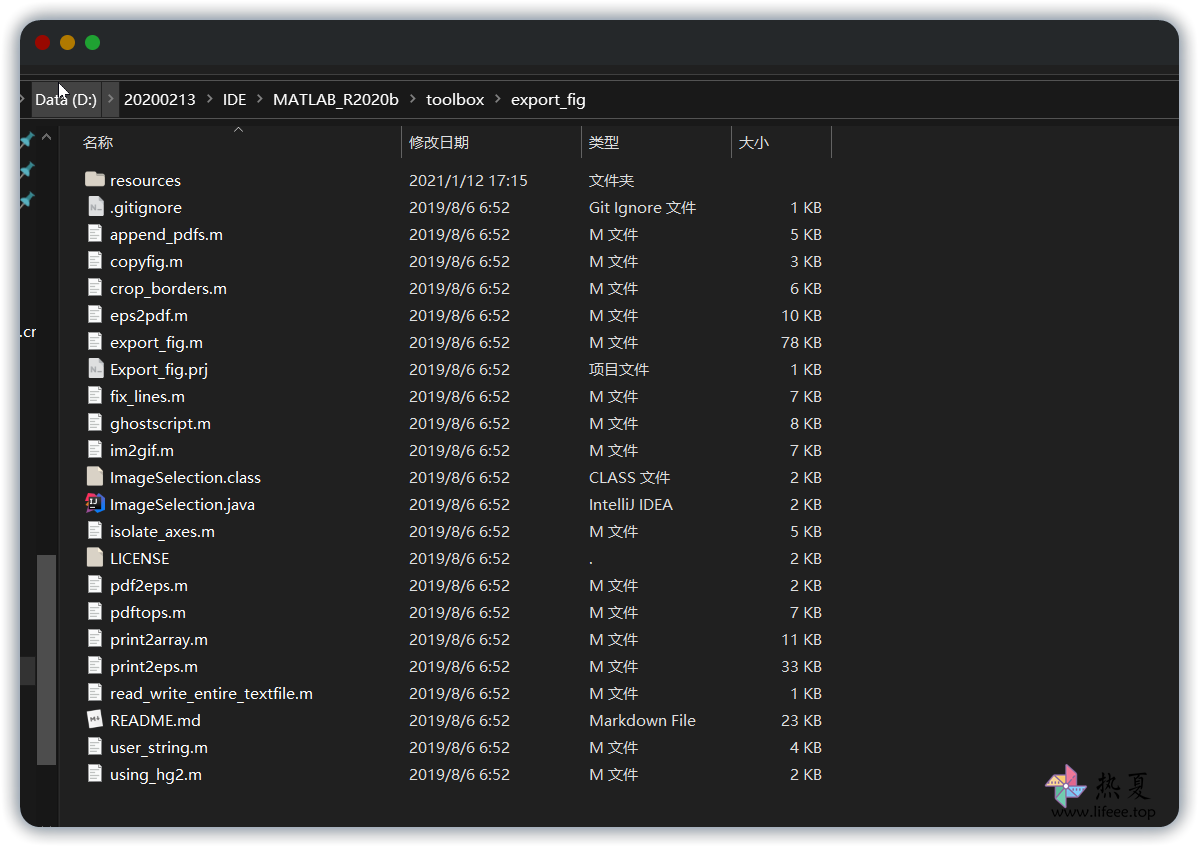 Data (D:) > 20200213 > IDE > MATLAB_R2020b > toolbox > export_fig
名称 修改日期 类型 大小
resources 2021/1/12 17:15 文件夹
.gitignore 2019/8/6 6:52 Git Ignore 文件 1 KB
append_pdfs.m 2019/8/6 6:52 M 文件 5 KB
copyfig.m 2019/8/6 6:52 M 文件 3 KB
crop_borders.m 2019/8/6 6:52 M 文件 6 KB
.cr
eps2pdf.m 2019/8/6 6:52 M 文件 10 KB
export_fig.m 2019/8/6 6:52 M 文件 78 KB
Export_fig.prj 2019/8/6 6:52 项目文件 1 KB
fix_lines.m 2019/8/6 6:52 M 文件 7 KB
ghostscript.m 2019/8/6 6:52 M 文件 8 KB
im2gif.m 2019/8/6 6:52 M 文件 7 KB
ImageSelection.class 2019/8/6 6:52 CLASS 文件 2 KB
ImageSelection.java 2019/8/6 6:52 IntelliJ IDEA 2 KB
isolate_axes.m 2019/8/6 6:52 M 文件 5 KB
LICENSE 2019/8/6 6:52 . 2 KB
pdf2eps.m 2019/8/6 6:52 M 文件 2 KB
pdftops.m 2019/8/6 6:52 M 文件 7 KB
print2array.m 2019/8/6 6:52 M 文件 11 KB
print2eps.m 2019/8/6 6:52 M 文件 33 KB
read_write_entire_textfile.m 2019/8/6 6:52 M 文件 1 KB
README.md 2019/8/6 6:52 Markdown File 23 KB
user_string.m 2019/8/6 6:52 M 文件 4 KB
using_hg2.m 2019/8/6 6:52 M 文件 2 KB
热夏
www.lifeee.top